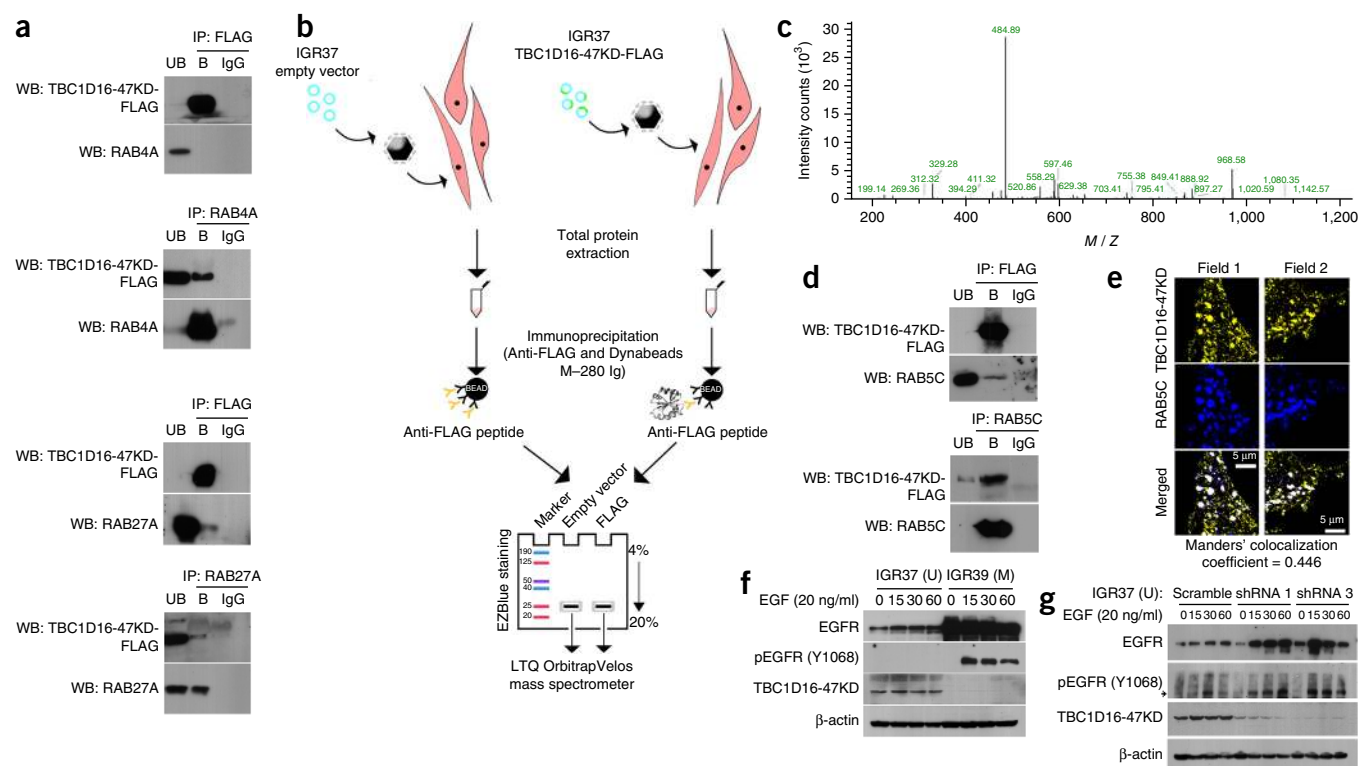 a
IP: FLAG
UB B IgG
WB: TBC1D16-47KD-
FLAG
WB: RAB4A
IP: RAB4A
UB B IgG
WB: TBC1D16-47KD-
FLAG
WB: RAB4A
IP: FLAG
UB B IgG
WB: TBC1D16-47KD-
FLAG
WB: RAB27A
IP: RAB27A
UB B IgG
WB: TBC1D16-47KD-
FLAG
WB: RAB27A
b
IGR37
empty vector
IGR37
TBC1D16-47KD-FLAG
Total protein
extraction
Immunoprecipitation
(Anti-FLAG and Dynabeads
M–280 Ig)
BEAD
BEAD
Anti-FLAG peptide
Anti-FLAG peptide
Marker
Empty vector
FLAG
EZBlue staining
190
125
50
40
25
20
4%
20%
LTQ OrbitrapVelos
mass spectrometer
c
Intensity counts (10³)
30
25
20
15
10
5
0
484.89
199.14
269.36
312.32
329.28
394.29
411.32
520.86
558.29
597.46
629.38
703.41
755.38
795.41
849.41
888.92
897.27
968.58
1,020.59
1,080.35
1,142.57
200 400 600 800 1,000 1,200
M / Z
d
IP: FLAG
UB B IgG
WB: TBC1D16-47KD-
FLAG
WB: RAB5C
IP: RAB5C
UB B IgG
WB: TBC1D16-47KD-
FLAG
WB: RAB5C
e
Field 1 Field 2
TBC1D16-47KD
RAB5C
Merged
5 µm
5 µm
Manders' colocalization
coefficient = 0.446
f
IGR37 (U) IGR39 (M)
EGF (20 ng/ml) 0 15 30 60 0 15 30 60
EGFR
pEGFR (Y1068)
TBC1D16-47KD
β-actin
g
IGR37 (U): Scramble shRNA 1 shRNA 3
EGF (20 ng/ml) 0 15 30 60 0 15 30 60 0 15 30 60
EGFR
pEGFR (Y1068)
TBC1D16-47KD
β-actin